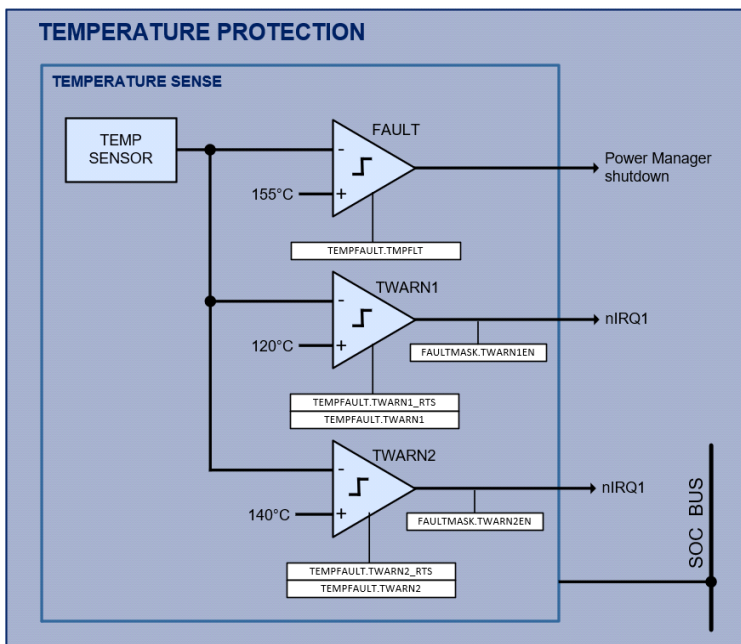 TEMPERATURE PROTECTION
TEMPERATURE SENSE
TEMP
SENSOR
FAULT
-
155°C
+
Power Manager
shutdown
TEMPFAULT.TMPFLT
TWARN1
-
120°C
+
nIRQ1
FAULTMASK.TWARN1EN
TEMPFAULT.TWARN1_RTS
TEMPFAULT.TWARN1
TWARN2
-
140°C
+
nIRQ1
FAULTMASK.TWARN2EN
TEMPFAULT.TWARN2_RTS
TEMPFAULT.TWARN2
SOC BUS